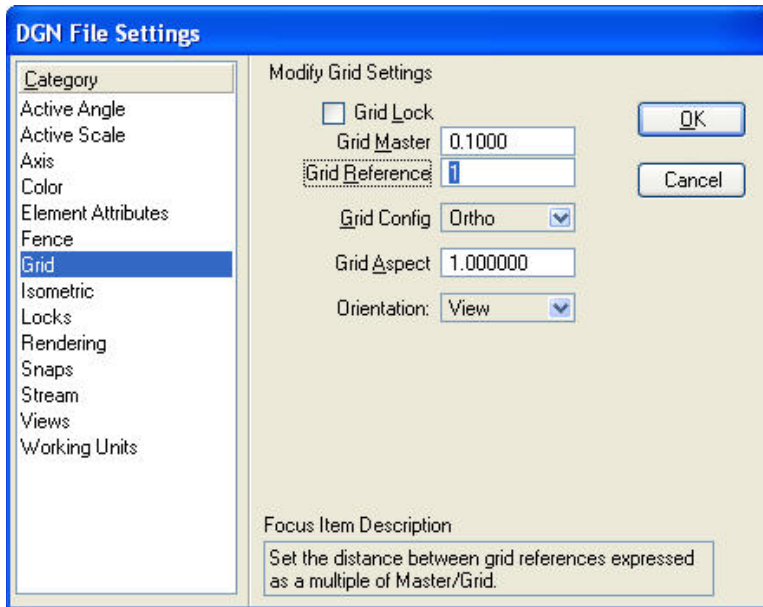 DGN File Settings
Category
Active Angle
Active Scale
Axis
Color
Element Attributes
Fence
Grid
Isometric
Locks
Rendering
Snaps
Stream
Views
Working Units
Modify Grid Settings
Grid Lock
Grid Master 0.1000
Grid Reference 1
Grid Config Ortho
Grid Aspect 1.000000
Orientation: View
OK
Cancel
Focus Item Description
Set the distance between grid references expressed
as a multiple of Master/Grid.